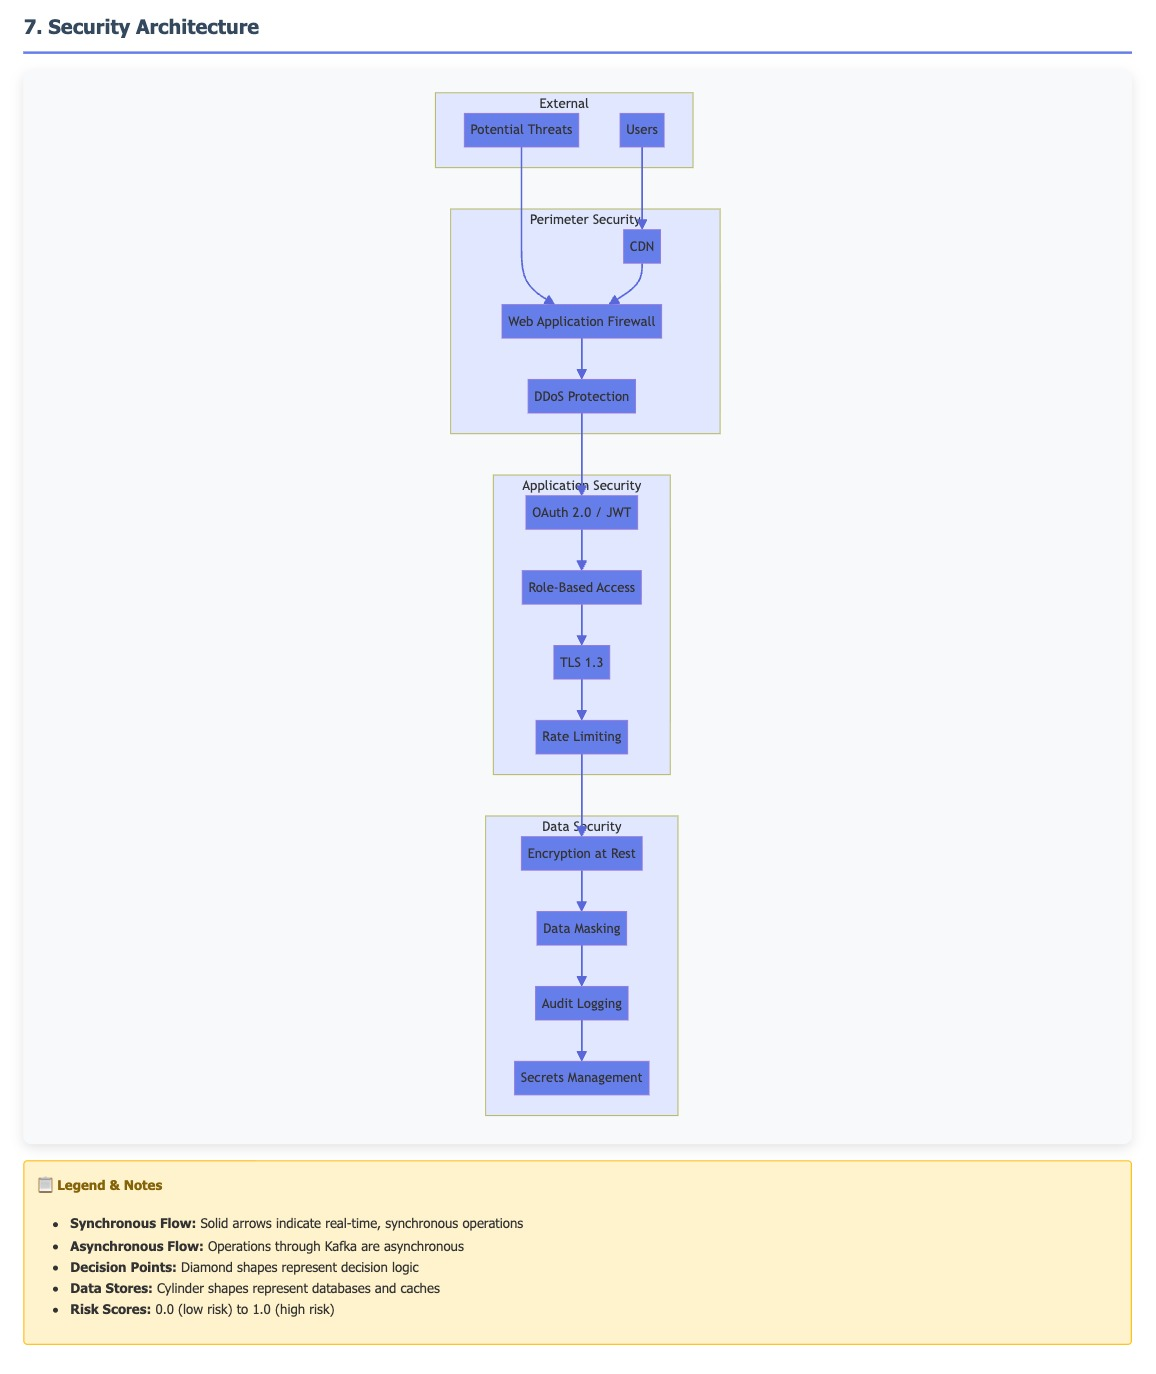 7. Security Architecture
External
Potential Threats
Users
Perimeter Security
CDN
Web Application Firewall
DDoS Protection
Application Security
OAuth 2.0 / JWT
Role-Based Access
TLS 1.3
Rate Limiting
Data Security
Encryption at Rest
Data Masking
Audit Logging
Secrets Management
Legend & Notes
Synchronous Flow: Solid arrows indicate real-time, synchronous operations
Asynchronous Flow: Operations through Kafka are asynchronous
Decision Points: Diamond shapes represent decision logic
Data Stores: Cylinder shapes represent databases and caches
Risk Scores: 0.0 (low risk) to 1.0 (high risk)